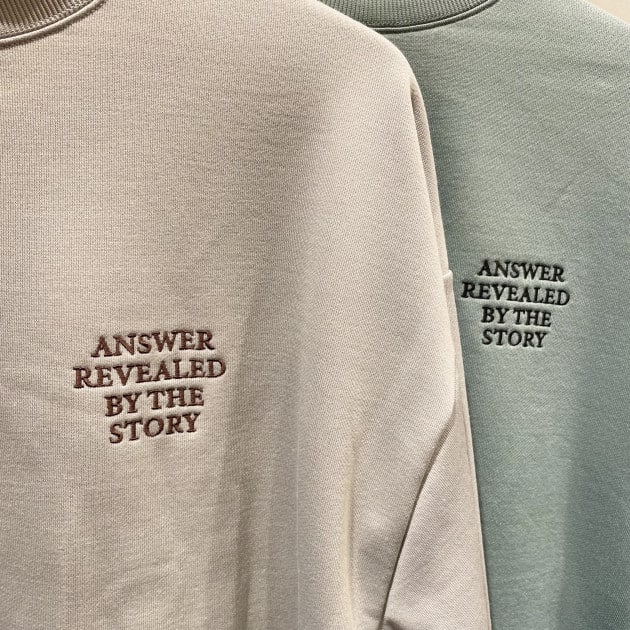 ANSWER
REVEALED
BY THE
STORY
ANSWER
REVEALED
BY THE
STORY